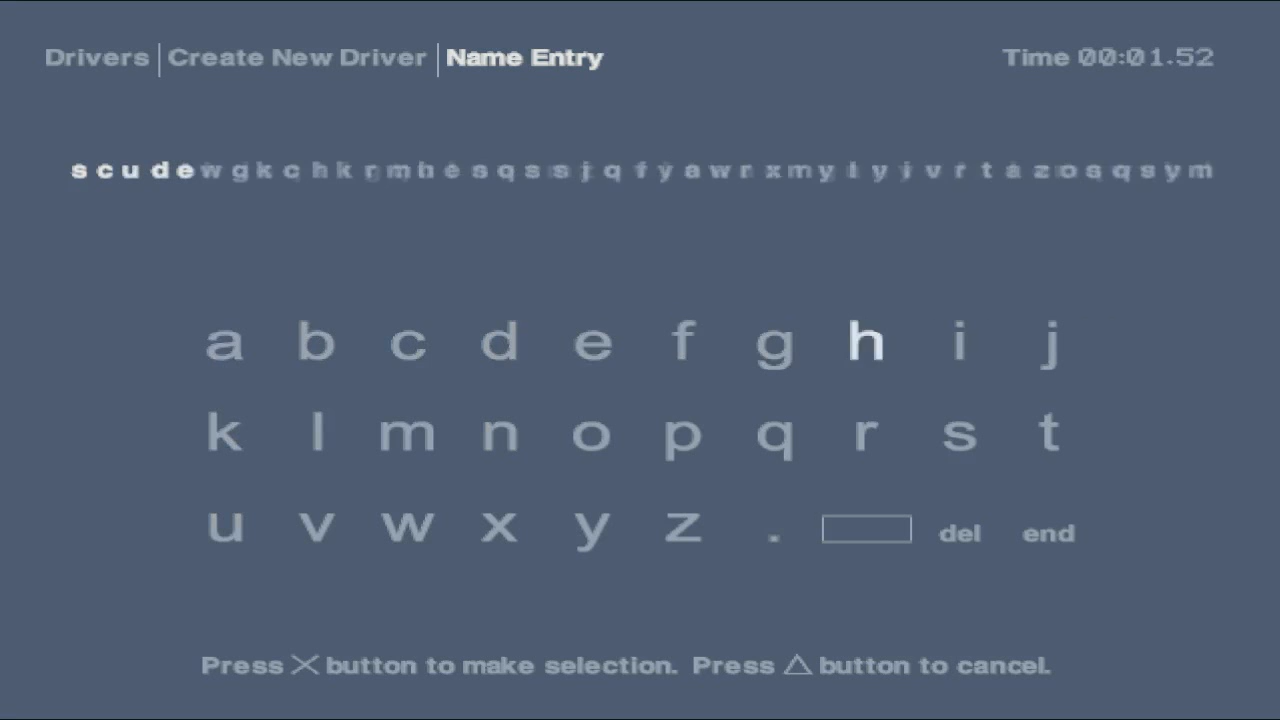 Drivers | Create New Driver | Name Entry Time 00:01.52
s c u d e
a b c d e f g h i j
k l m n o p q r s t
u v w x y z . del end
Press × button to make selection. Press △ button to cancel.